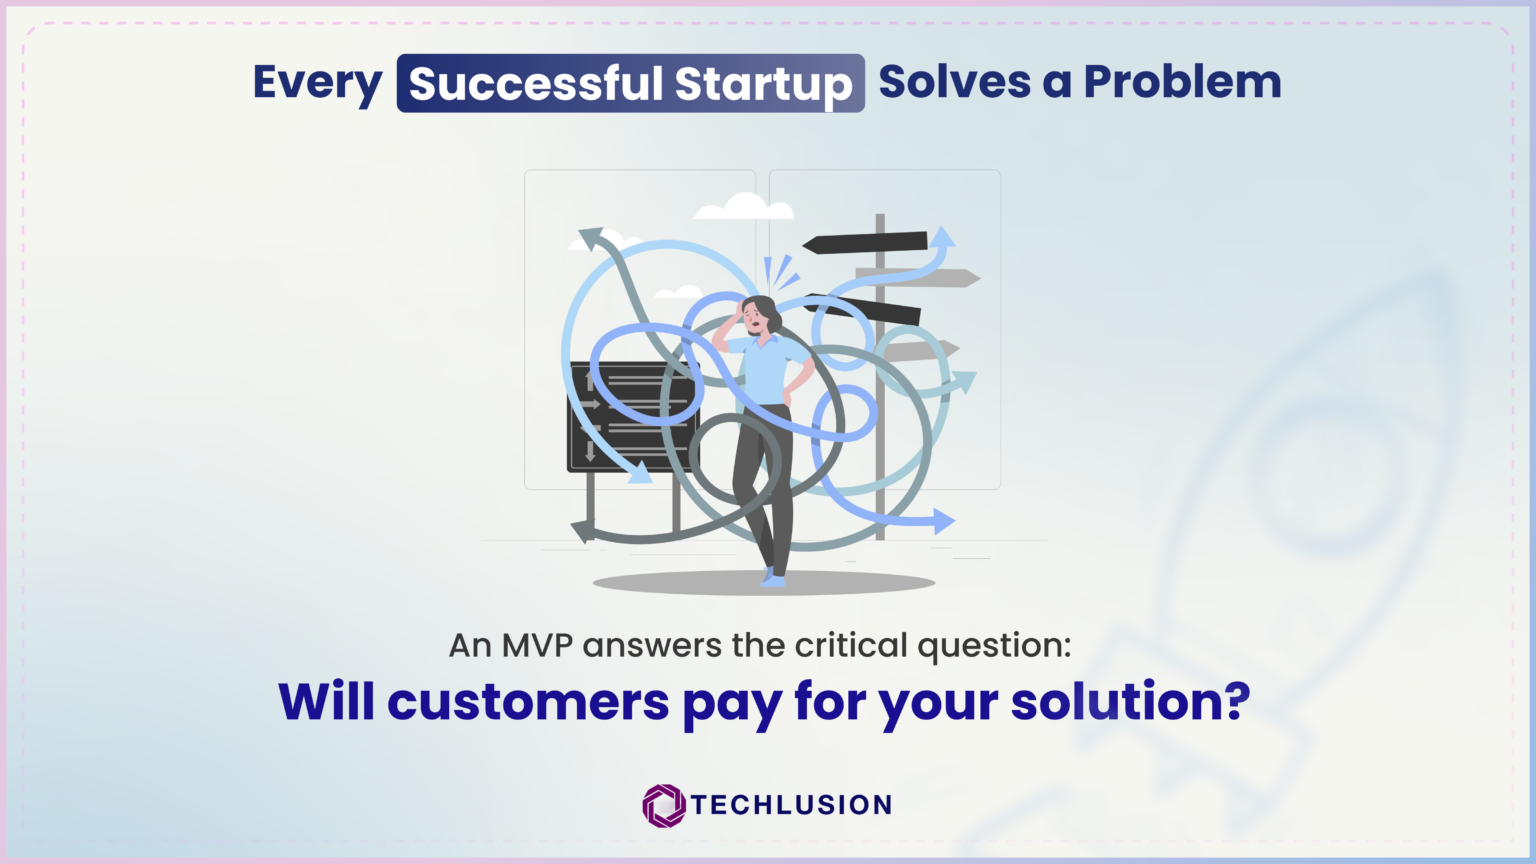 Every Successful Startup Solves a Problem
An MVP answers the critical question:
Will customers pay for your solution?
TECHLUSION